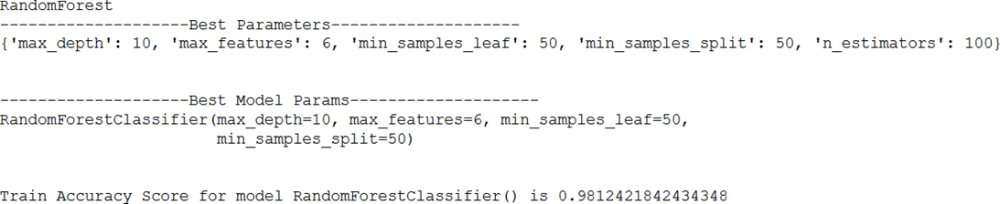 RandomForest
--------------------Best Parameters--------------------
{'max_depth': 10, 'max_features': 6, 'min_samples_leaf': 50, 'min_samples_split': 50, 'n_estimators': 100}
--------------------Best Model Params--------------------
RandomForestClassifier(max_depth=10, max_features=6, min_samples_leaf=50,
min_samples_split=50)
Train Accuracy Score for model RandomForestClassifier() is 0.9812421842434348